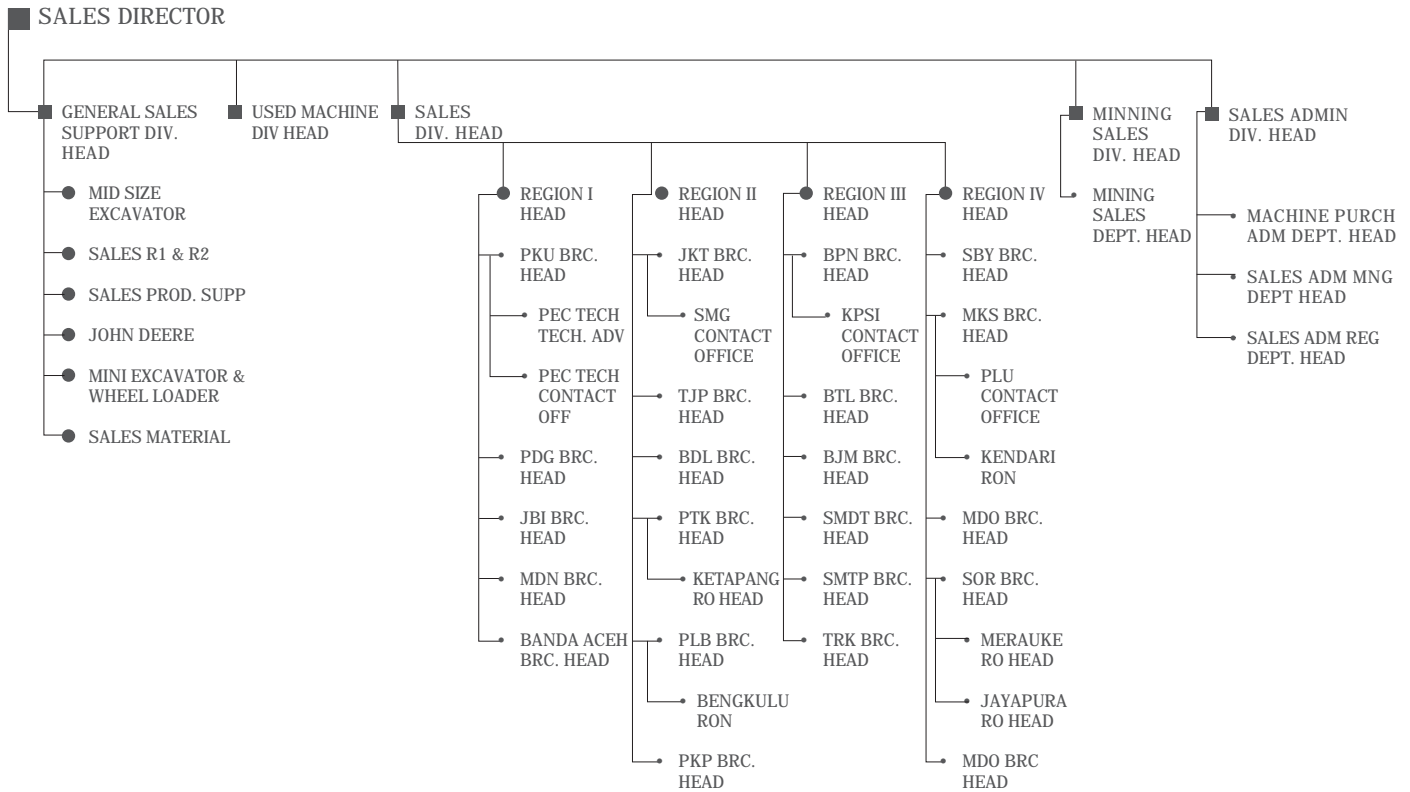 SALES DIRECTOR
GENERAL SALES
SUPPORT DIV.
HEAD
MID SIZE
EXCAVATOR
SALES R1 & R2
SALES PROD. SUPP
JOHN DEERE
MINI EXCAVATOR &
WHEEL LOADER
SALES MATERIAL
USED MACHINE
DIV HEAD
SALES
DIV. HEAD
REGION I
HEAD
PKU BRC.
HEAD
PEC TECH
TECH. ADV
PEC TECH
CONTACT
OFF
PDG BRC.
HEAD
JBI BRC.
HEAD
MDN BRC.
HEAD
BANDA ACEH
BRC. HEAD
REGION II
HEAD
JKT BRC.
HEAD
SMG
CONTACT
OFFICE
TJP BRC.
HEAD
BDL BRC.
HEAD
PTK BRC.
HEAD
KETAPANG
RO HEAD
PLB BRC.
HEAD
BENGKULU
RON
PKP BRC.
HEAD
REGION III
HEAD
BPN BRC.
HEAD
KPSI
CONTACT
OFFICE
BTL BRC.
HEAD
BJM BRC.
HEAD
SMDT BRC.
HEAD
SMTP BRC.
HEAD
TRK BRC.
HEAD
REGION IV
HEAD
SBY BRC.
HEAD
MKS BRC.
HEAD
PLU
CONTACT
OFFICE
KENDARI
RON
MDO BRC.
HEAD
SOR BRC.
HEAD
MERAUKE
RO HEAD
JAYAPURA
RO HEAD
MDO BRC
HEAD
MINNING
SALES
DIV. HEAD
MINING
SALES
DEPT. HEAD
SALES ADMIN
DIV. HEAD
MACHINE PURCH
ADM DEPT. HEAD
SALES ADM MNG
DEPT HEAD
SALES ADM REG
DEPT. HEAD